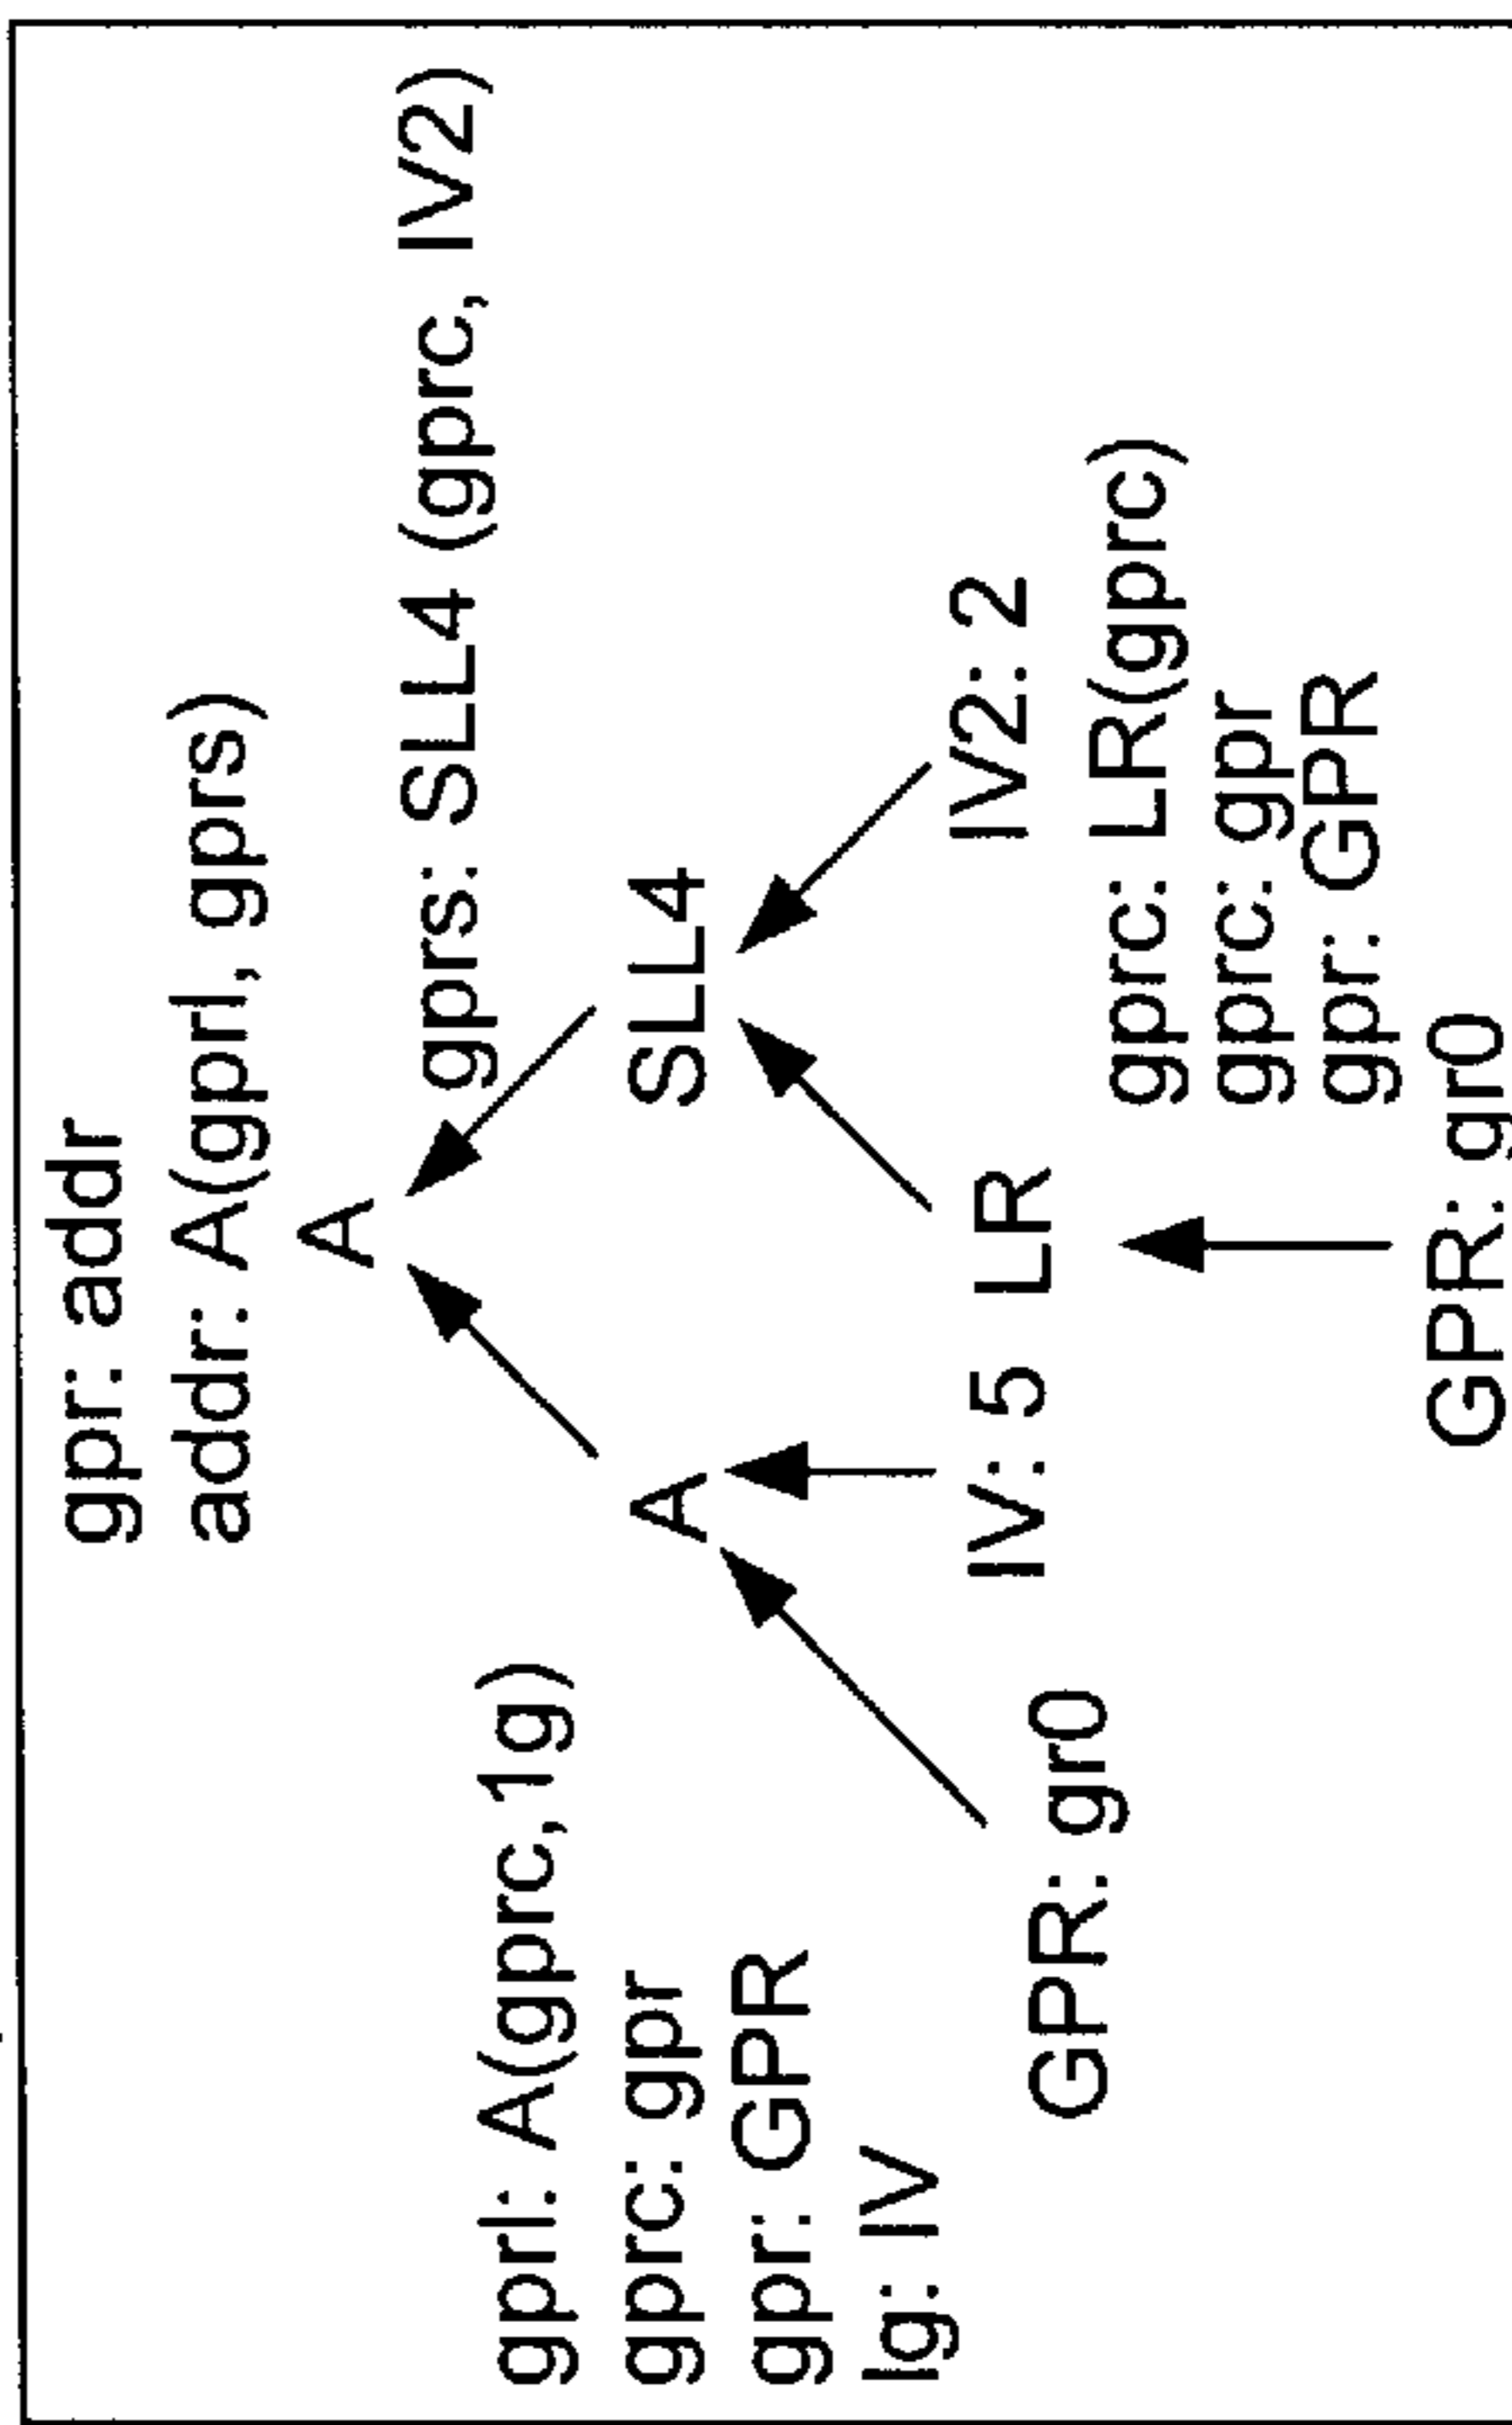 gpr: addr
addr: A(gprl, gprs)
A
gprs: SLL4 (gprc, IV2)
gprl: A(gprc,1g)
gprc: gpr
gpr: GPR
lg: IV
A
SLL4
GPR: gr0
IV: 5
LR
IV2: 2
gprc: LR(gprc)
gprc: gpr
gpr: GPR
GPR: gr0